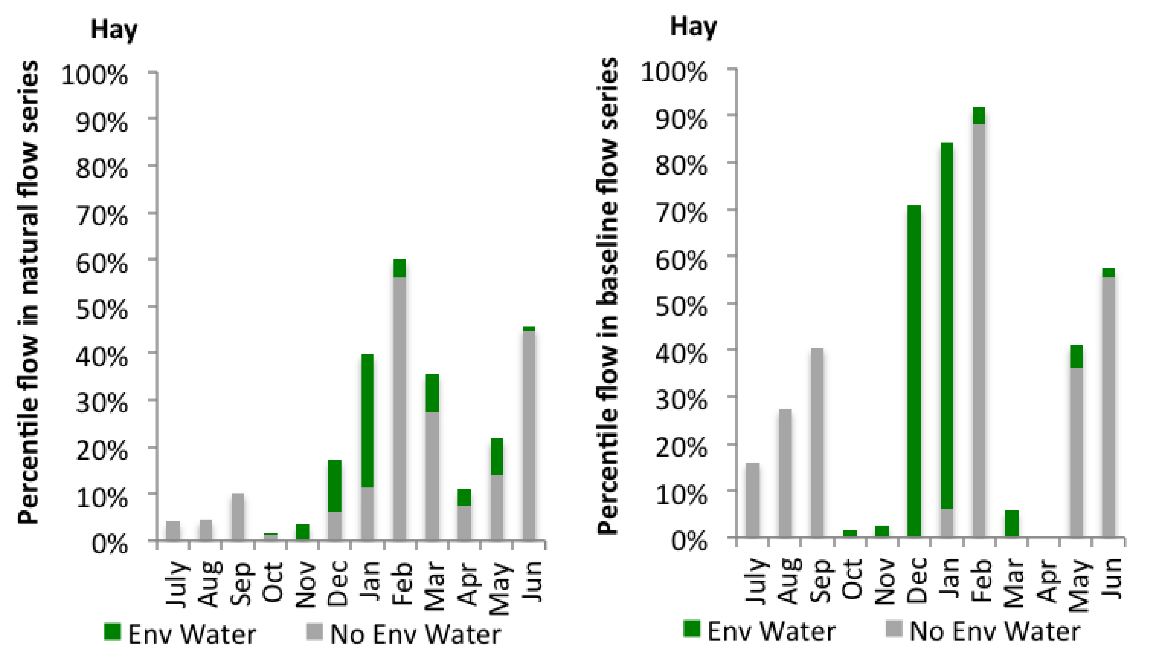 Hay
Percentile flow in natural flow series
100%
90%
80%
70%
60%
50%
40%
30%
20%
10%
0%
July
Aug
Sep
Oct
Nov
Dec
Jan
Feb
Mar
Apr
May
Jun
Env Water
No Env Water
Hay
Percentile flow in baseline flow series
100%
90%
80%
70%
60%
50%
40%
30%
20%
10%
0%
July
Aug
Sep
Oct
Nov
Dec
Jan
Feb
Mar
Apr
May
Jun
Env Water
No Env Water